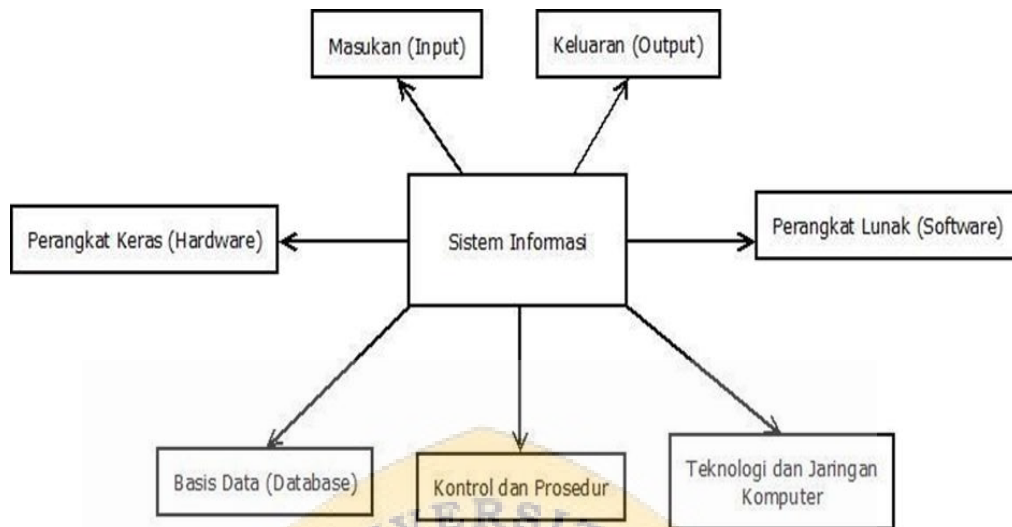 Masukan (Input)
Keluaran (Output)
Perangkat Keras (Hardware)
Sistem Informasi
Perangkat Lunak (Software)
Basis Data (Database)
Kontrol dan Prosedur
Teknologi dan Jaringan
Komputer